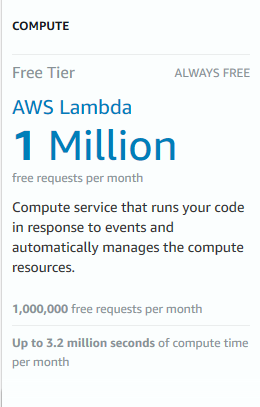 COMPUTE
Free Tier ALWAYS FREE
AWS Lambda
1 Million
free requests per month
Compute service that runs your code
in response to events and
automatically manages the compute
resources.
1,000,000 free requests per month
Up to 3.2 million seconds of compute time
per month